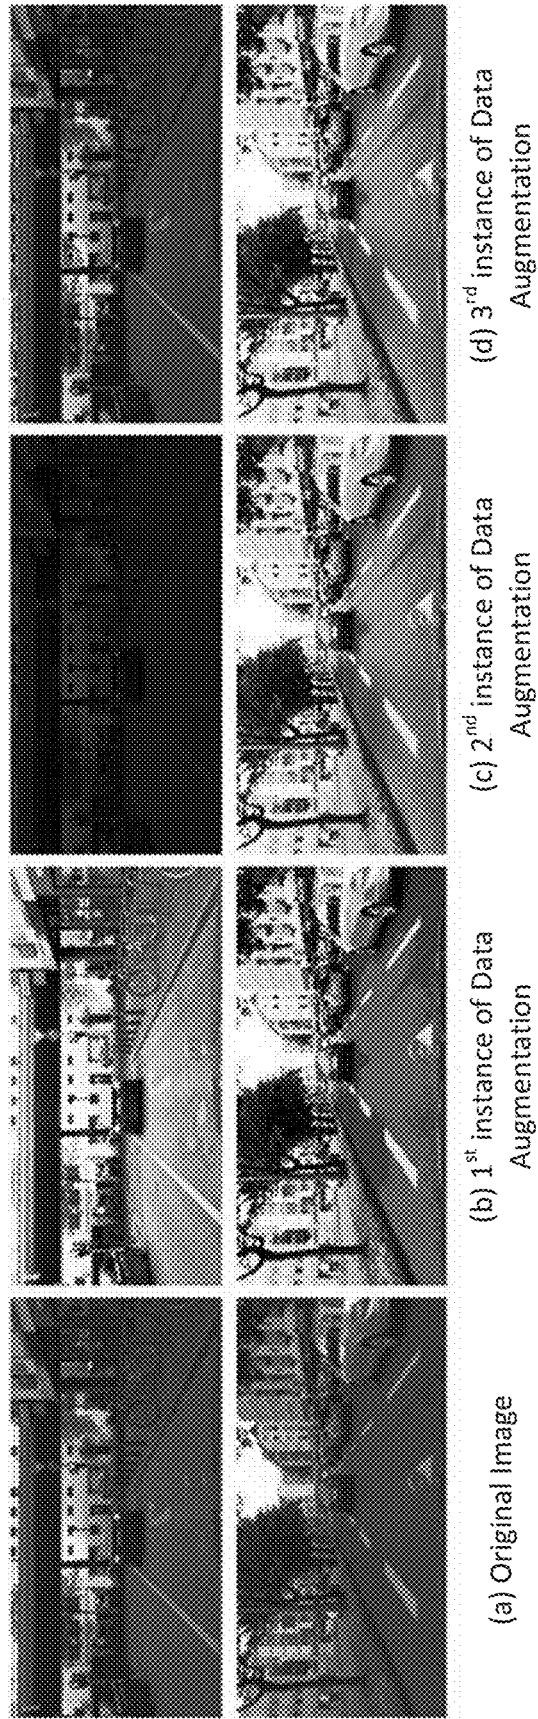 (a) Original Image
(b) 1st instance of Data
Augmentation
(c) 2nd instance of Data
Augmentation
(d) 3rd instance of Data
Augmentation